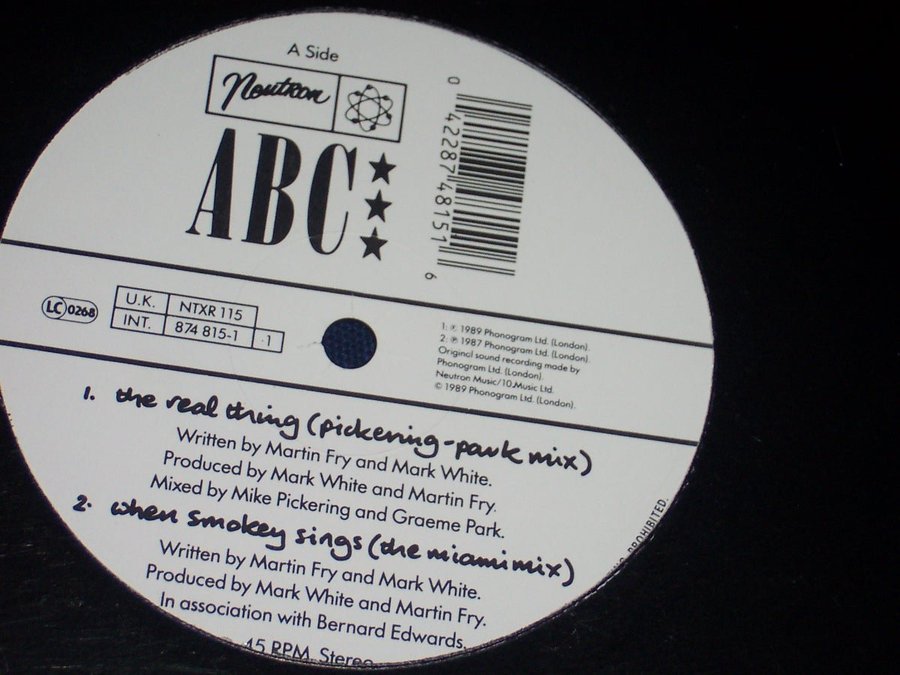 A Side
Neutron
ABC
0 42287 48151 6
LC 0268
U.K. NTXR 115
INT. 874 815-1 ·1
1: ℗ 1989 Phonogram Ltd. (London).
2. ℗ 1987 Phonogram Ltd. (London).
Original sound recording made by
Phonogram Ltd. (London).
Neutron Music/10.Music Ltd.
© 1989 Phonogram Ltd. (London).
1. the real thing (pickering-park mix)
Written by Martin Fry and Mark White.
Produced by Mark White and Martin Fry.
Mixed by Mike Pickering and Graeme Park.
2. when smokey sings (the miami mix)
Written by Martin Fry and Mark White.
Produced by Mark White and Martin Fry.
In association with Bernard Edwards.
45 RPM. Stereo
PROHIBITED.